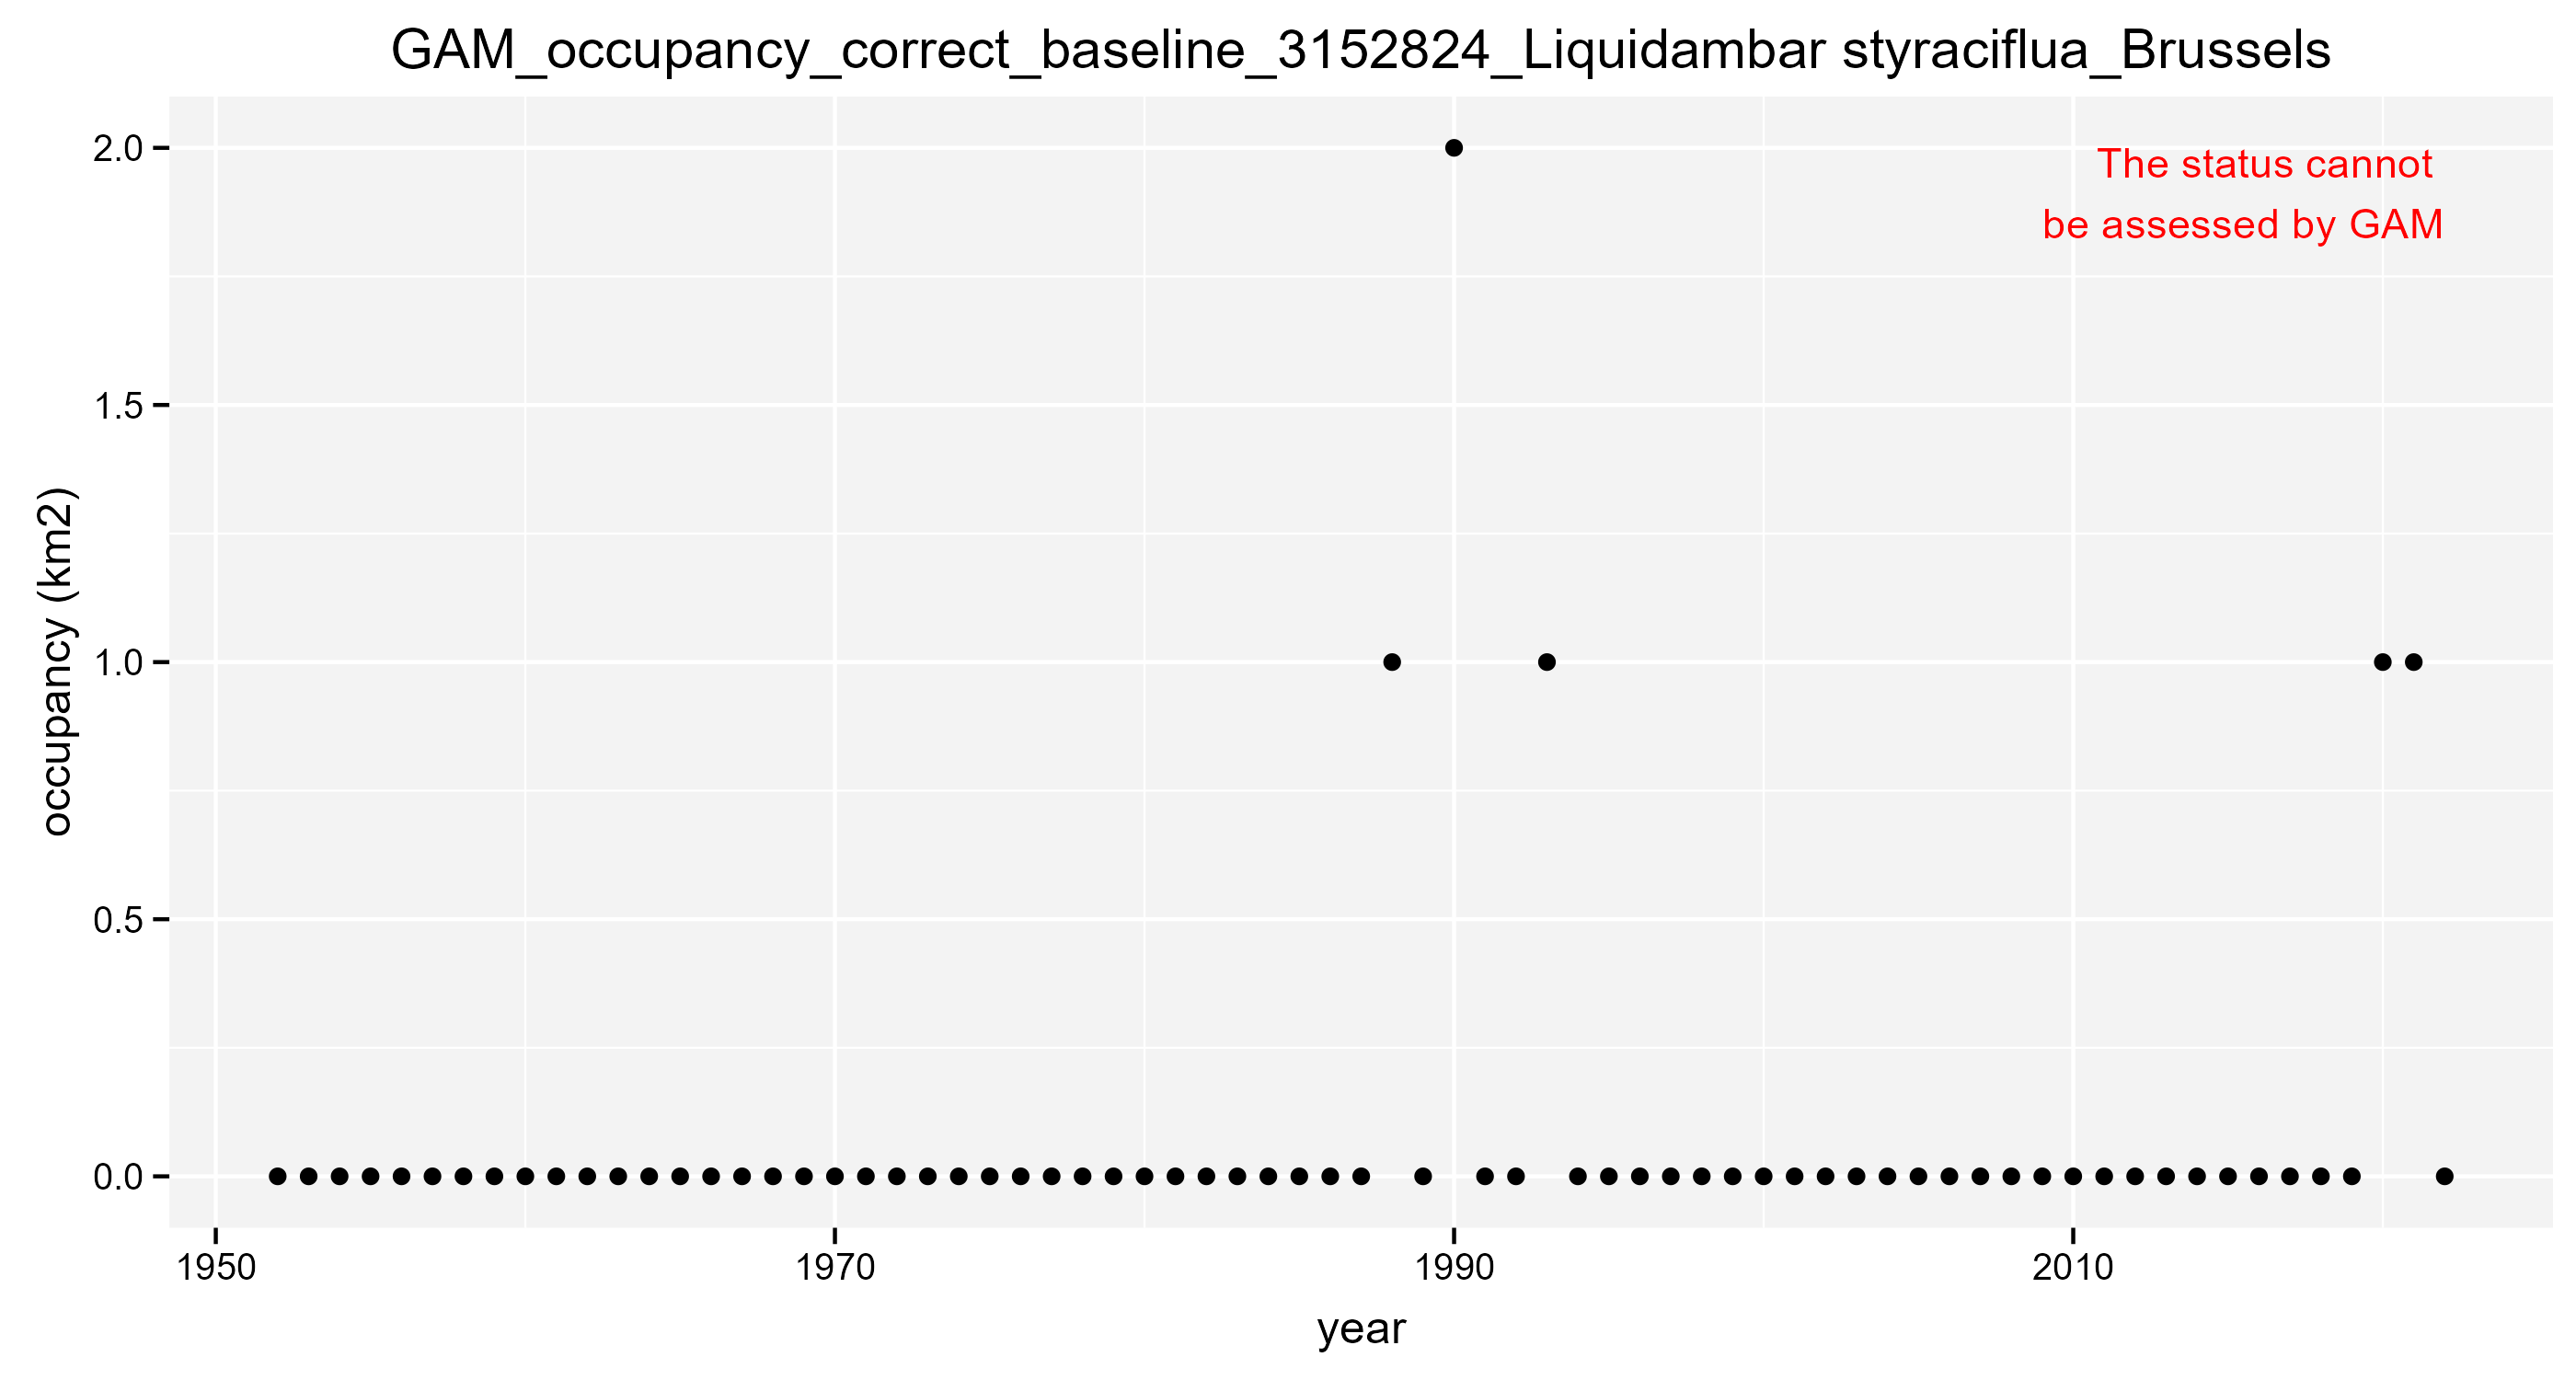 GAM_occupancy_correct_baseline_3152824_Liquidambar styraciflua_Brussels
The status cannot
be assessed by GAM
2.0
1.5
1.0
0.5
0.0
occupancy (km2)
1950 1970 1990 2010
year